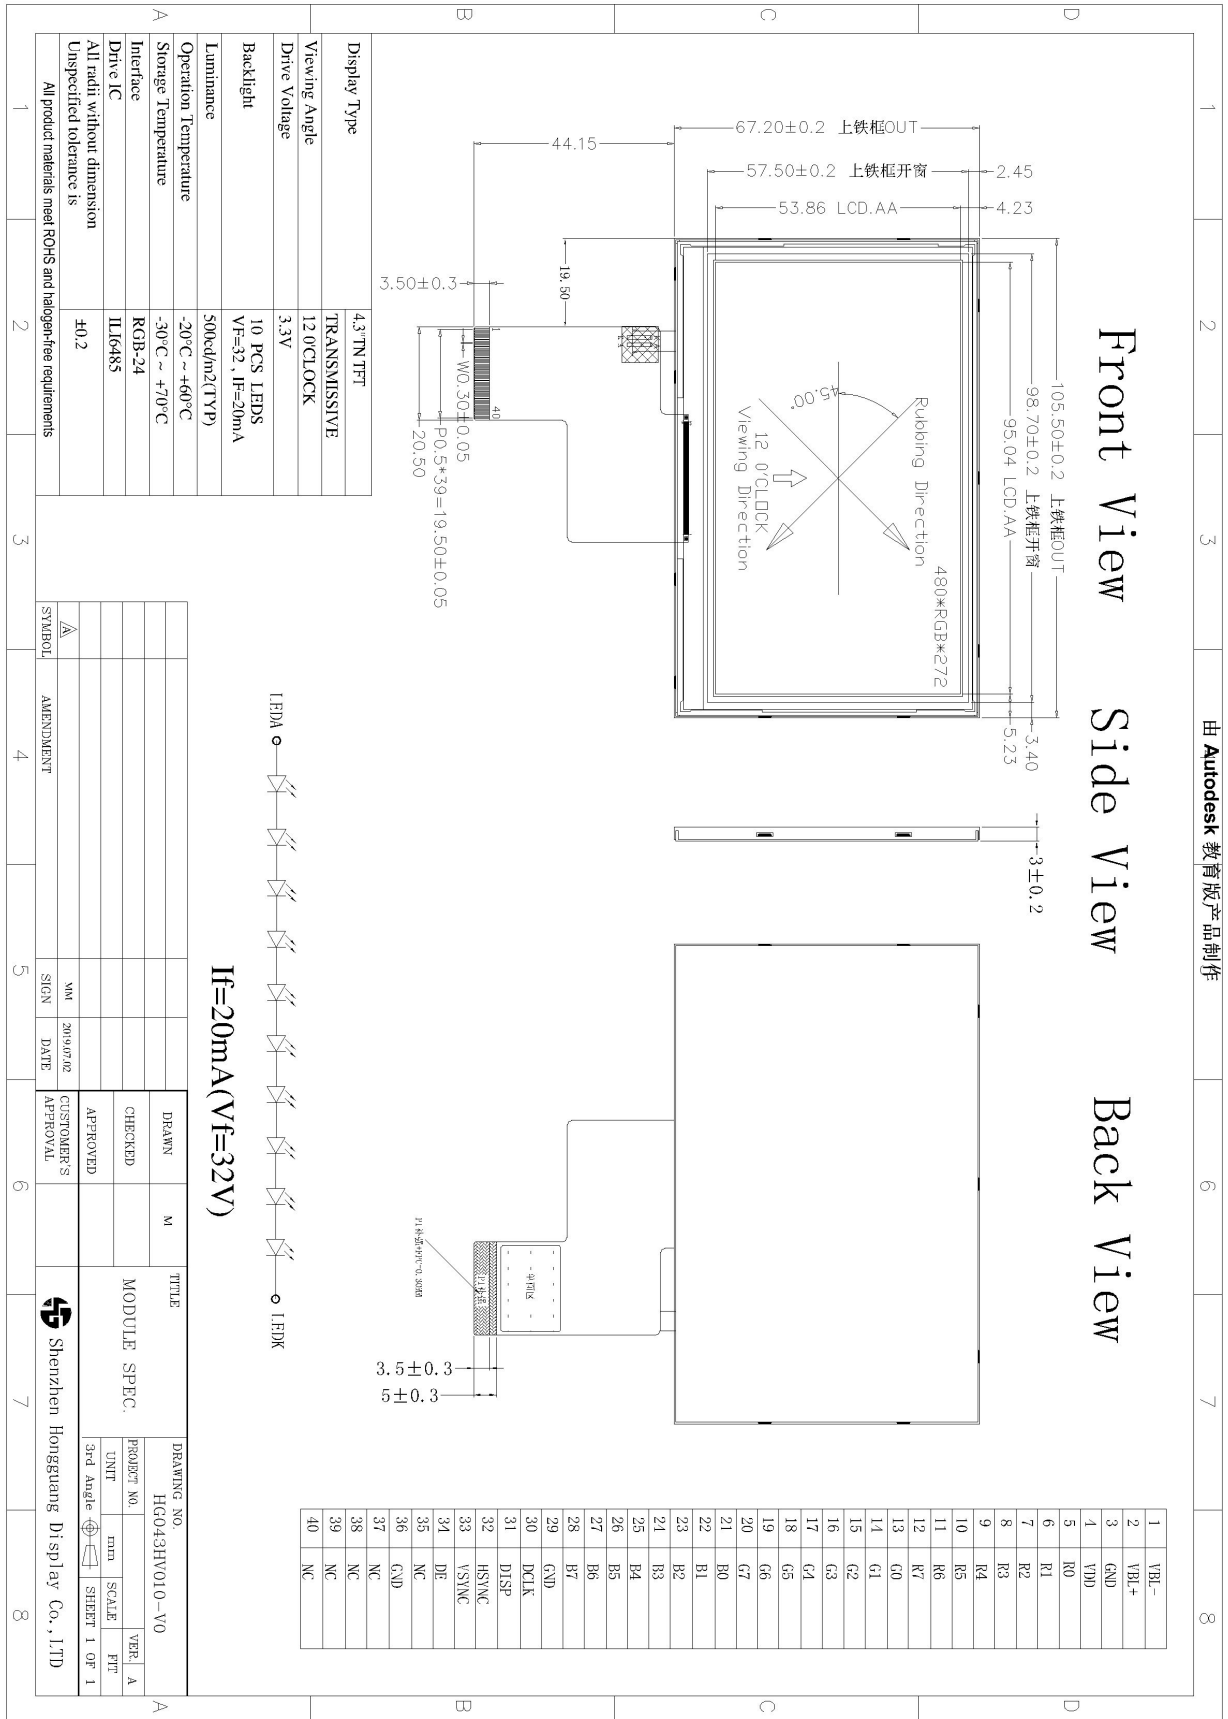 由 Autodesk 教育版产品制作
1
2
3
6
7
8
D
C
B
A
Front View
Side View
Back View
105.50±0.2 上铁框OUT
98.70±0.2 上铁框开窗
95.04 LCD.AA
3.40
5.23
67.20±0.2 上铁框OUT
57.50±0.2 上铁框开窗
53.86 LCD.AA
2.45
4.23
44.15
19.50
3.50±0.3
480*RGB*272
Rubbing Direction
45.00°
12 O'CLOCK
Viewing Direction
1
40
W0.30±0.05
P0.5*39=19.50±0.05
20.50
3±0.2
单面区
PI补强
3.5±0.3
5±0.3
1 VBL-
2 VBL+
3 GND
4 VDD
5 R0
6 R1
7 R2
8 R3
9 R4
10 R5
11 R6
12 R7
13 G0
14 G1
15 G2
16 G3
17 G4
18 G5
19 G6
20 G7
21 B0
22 B1
23 B2
24 B3
25 B4
26 B5
27 B6
28 B7
29 GND
30 DCLK
31 DISP
32 HSYNC
33 VSYNC
34 DE
35 NC
36 GND
37 NC
38 NC
39 NC
40 NC
Display Type 4.3"TN TFT
TRANSMISSIVE
Viewing Angle 12 0'CLOCK
Drive Voltage 3.3V
Backlight 10 PCS LEDS
VF=32 , IF=20mA
Luminance 500cd/m2(TYP)
Operation Temperature -20°C ~ +60°C
Storage Temperature -30°C ~ +70°C
Interface RGB-24
Drive IC ILI6485
All radii without dimension
Unspecified tolerance is ±0.2
All product materials meet ROHS and halogen-free requirements
LEDA
LEDK
If=20mA(Vf=32V)
A
MM 2019.07.02
SYMBOL AMENDMENT SIGN DATE
DRAWN M
CHECKED
APPROVED
CUSTOMER'S
APPROVAL
TITLE
MODULE SPEC.
DRAWING NO.
HG043HV010-V0
PROJECT NO. VER. A
UNIT mm SCALE FIT
3rd Angle SHEET 1 OF 1
Shenzhen Hongguang Display Co.,LTD
D
C
B
A
1
2
3
4
5
6
7
8